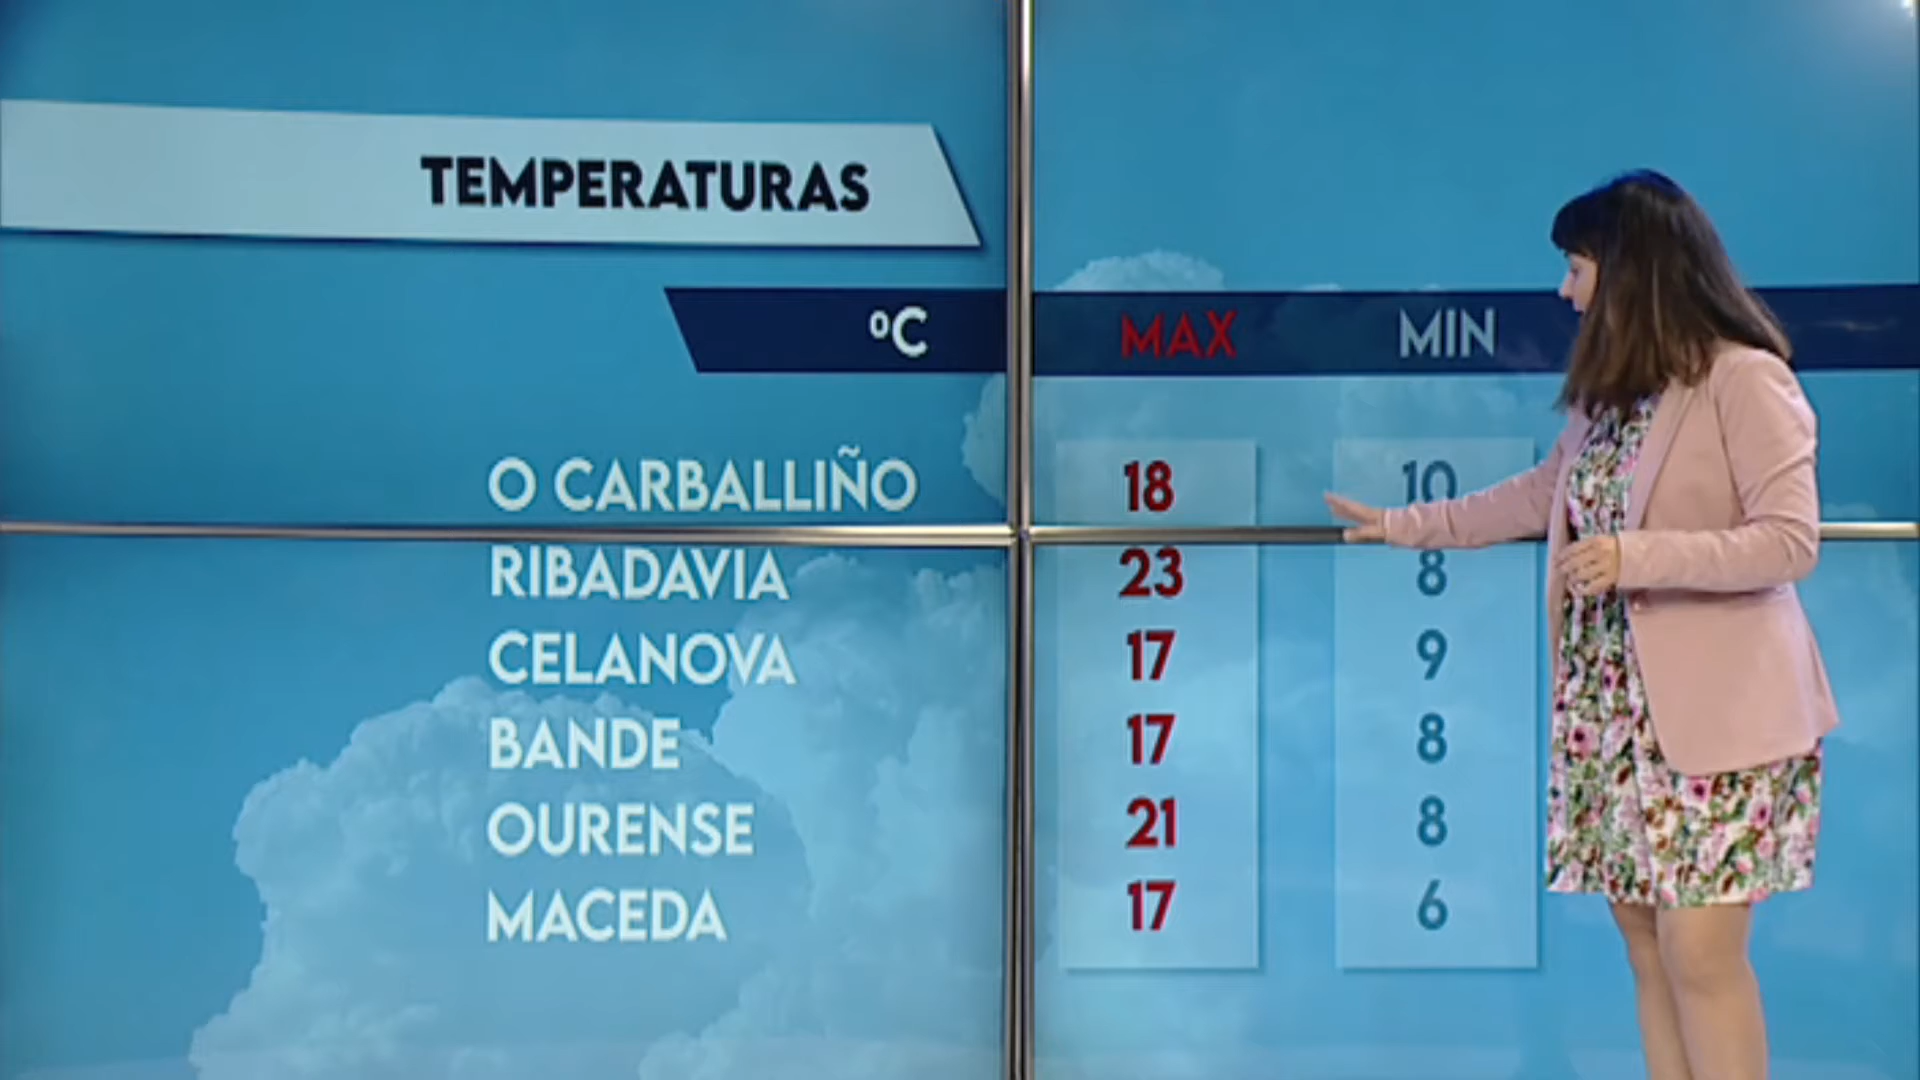 TEMPERATURAS
ºC MAX MIN
O CARBALLIÑO 18 10
RIBADAVIA 23 8
CELANOVA 17 9
BANDE 17 8
OURENSE 21 8
MACEDA 17 6